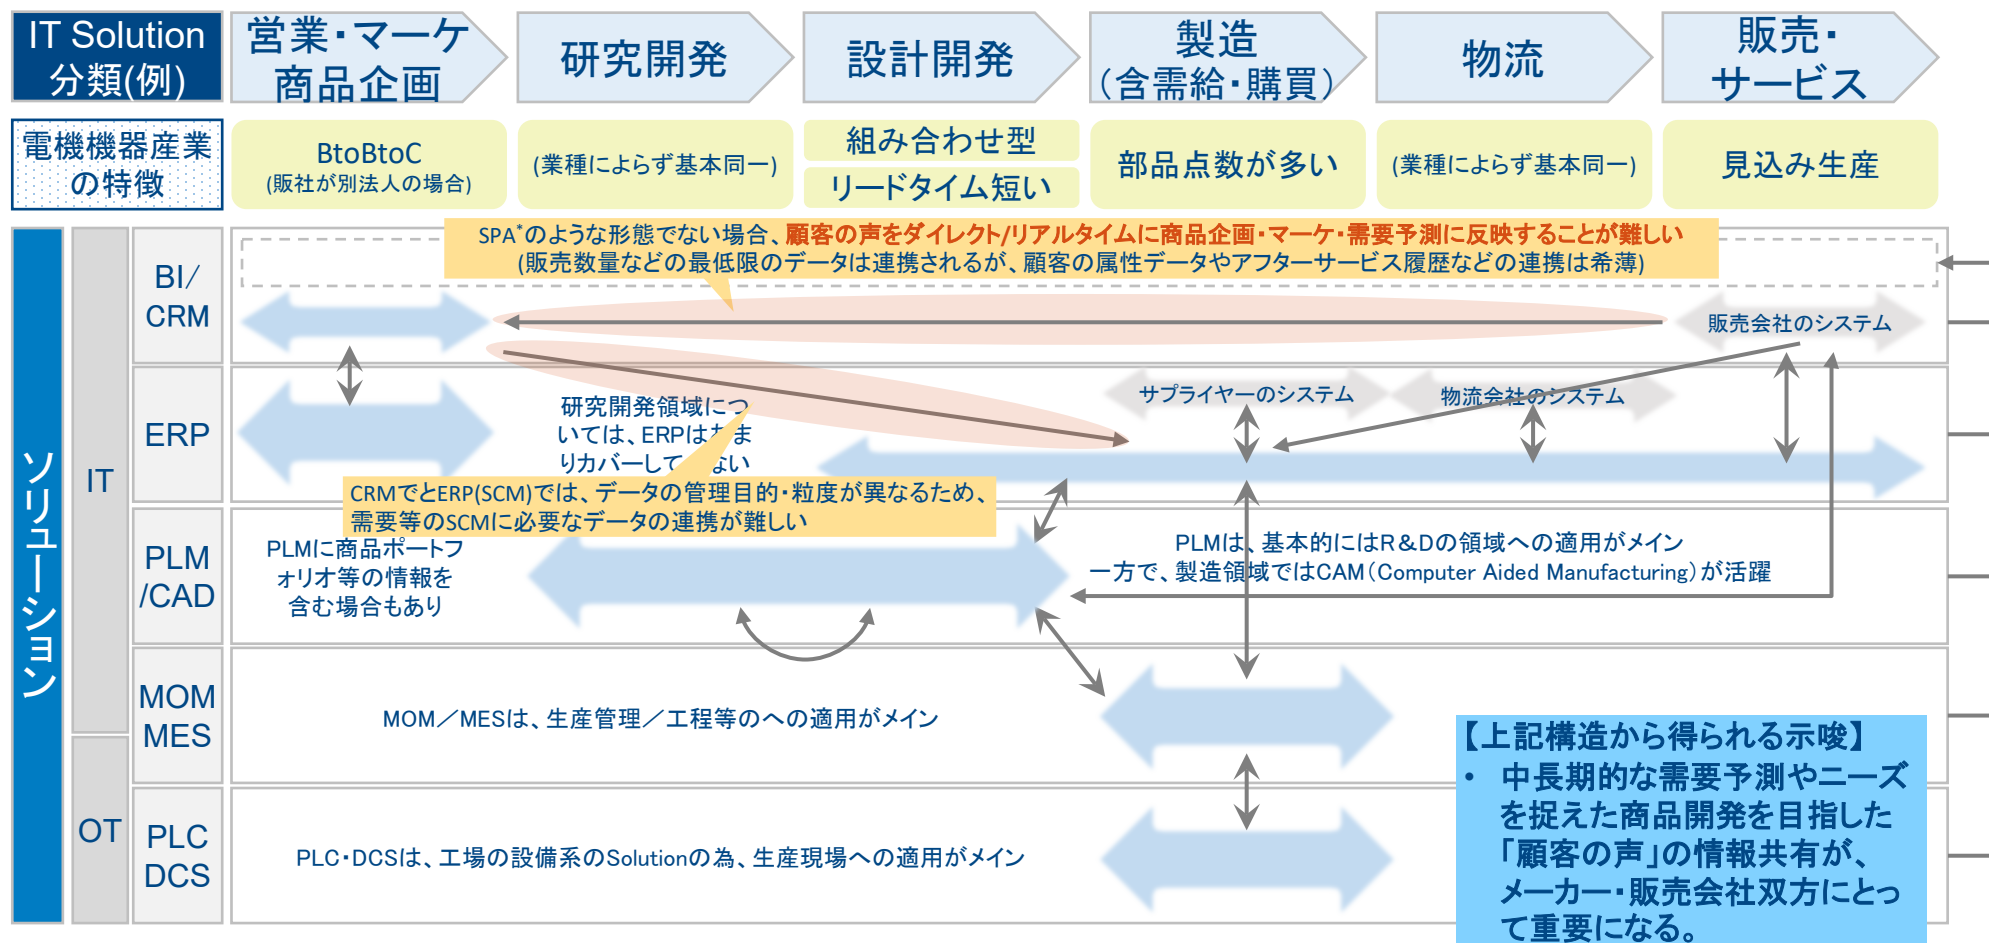 IT Solution
分類(例)
営業・マーケ
商品企画
研究開発
設計開発
製造
(含需給・購買)
物流
販売・
サービス
電機機器産業
の特徴
BtoBtoC
(販社が別法人の場合)
(業種によらず基本同一)
組み合わせ型
リードタイム短い
部品点数が多い
(業種によらず基本同一)
見込み生産
SPA*のような形態でない場合、顧客の声をダイレクト/リアルタイムに商品企画・マーケ・需要予測に反映することが難しい
(販売数量などの最低限のデータは連携されるが、顧客の属性データやアフターサービス履歴などの連携は希薄)
ソリューション
IT
OT
BI/
CRM
販売会社のシステム
ERP
研究開発領域につ
いては、ERPはあま
りカバーして ない
サプライヤーのシステム
物流会社のシステム
CRMでとERP(SCM)では、データの管理目的・粒度が異なるため、
需要等のSCMに必要なデータの連携が難しい
PLM
/CAD
PLMに商品ポートフ
ォリオ等の情報を
含む場合もあり
PLMは、基本的にはR&Dの領域への適用がメイン
一方で、製造領域ではCAM(Computer Aided Manufacturing)が活躍
MOM
MES
MOM/MESは、生産管理/工程等のへの適用がメイン
PLC
DCS
PLC・DCSは、工場の設備系のSolutionの為、生産現場への適用がメイン
【上記構造から得られる示唆】
• 中長期的な需要予測やニーズ
を捉えた商品開発を目指した
「顧客の声」の情報共有が、
メーカー・販売会社双方にとっ
て重要になる。